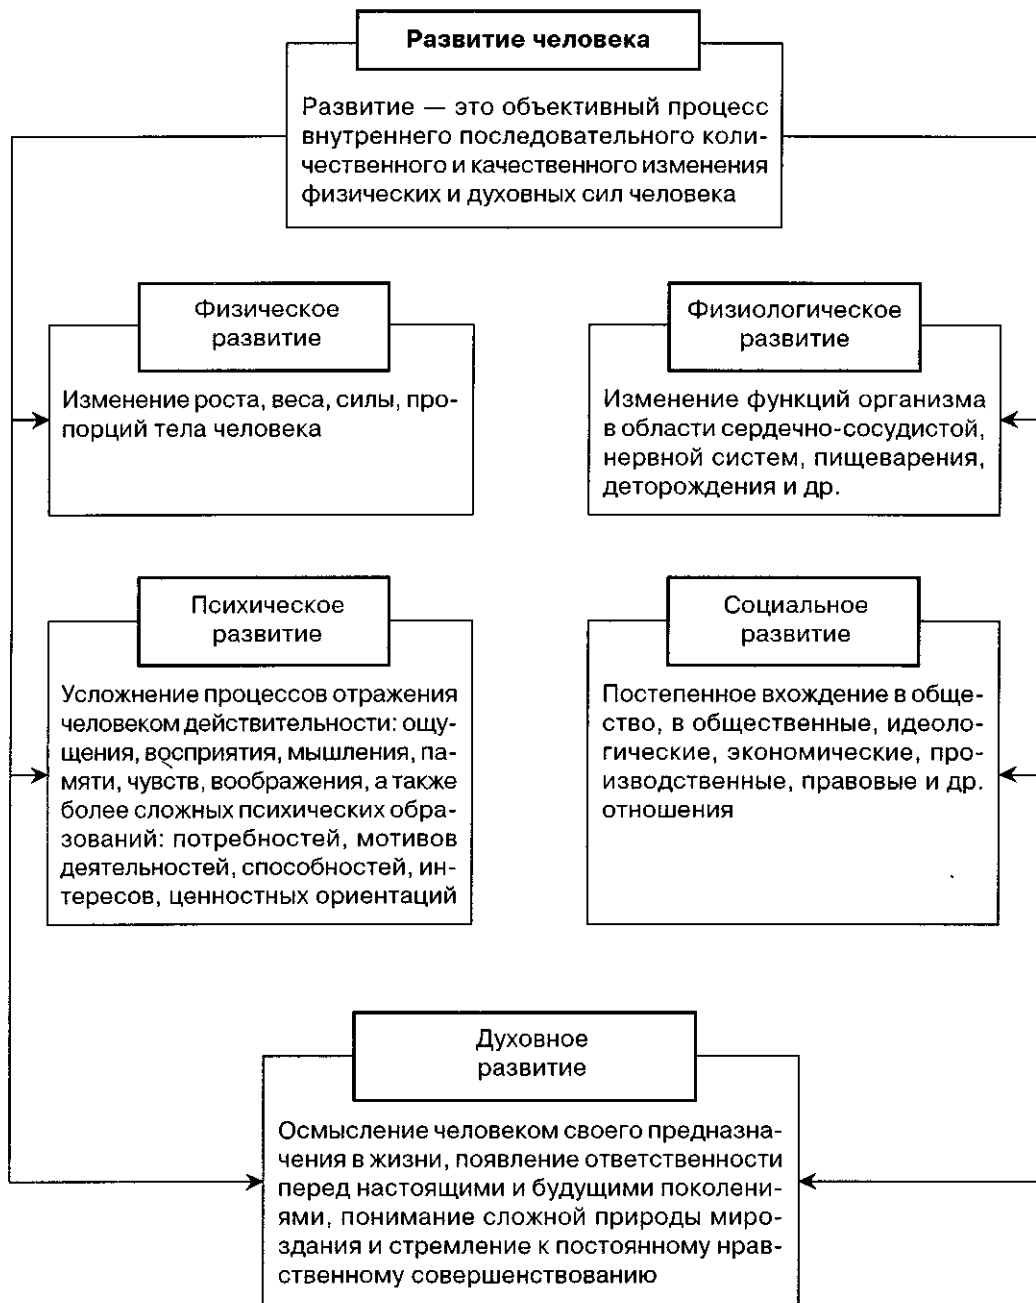 Развитие человека
Развитие — это объективный процесс
внутреннего последовательного коли-
чественного и качественного изменения
физических и духовных сил человека
Физическое
развитие
Изменение роста, веса, силы, про-
порций тела человека
Физиологическое
развитие
Изменение функций организма
в области сердечно-сосудистой,
нервной систем, пищеварения,
деторождения и др.
Психическое
развитие
Усложнение процессов отражения
человеком действительности: ощу-
щения, восприятия, мышления, па-
мяти, чувств, воображения, а также
более сложных психических обра-
зований: потребностей, мотивов
деятельностей, способностей, ин-
тересов, ценностных ориентаций
Социальное
развитие
Постепенное вхождение в обще-
ство, в общественные, идеоло-
гические, экономические, про-
изводственные, правовые и др.
отношения
Духовное
развитие
Осмысление человеком своего предназна-
чения в жизни, появление ответственности
перед настоящими и будущими поколени-
ями, понимание сложной природы миро-
здания и стремление к постоянному нрав-
ственному совершенствованию